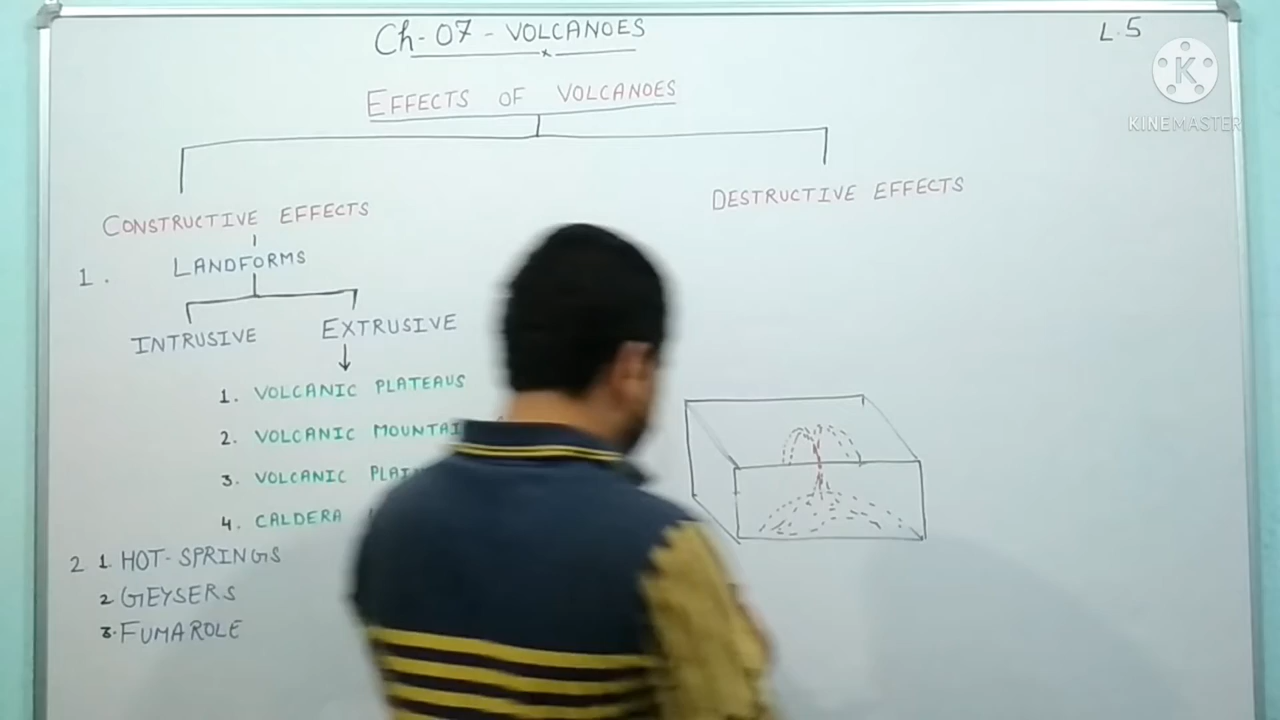 Ch-07-VOLCANOES
L.5
K
KINEMASTER
EFFECTS OF VOLCANOES
CONSTRUCTIVE EFFECTS
DESTRUCTIVE EFFECTS
1. LANDFORMS
INTRUSIVE EXTRUSIVE
1. VOLCANIC PLATEAUS
2. VOLCANIC
3. VOLCANIC
4. CALDERA
2 1. HOT-SPRINGS
2 GEYSERS
3. FUMAROLE